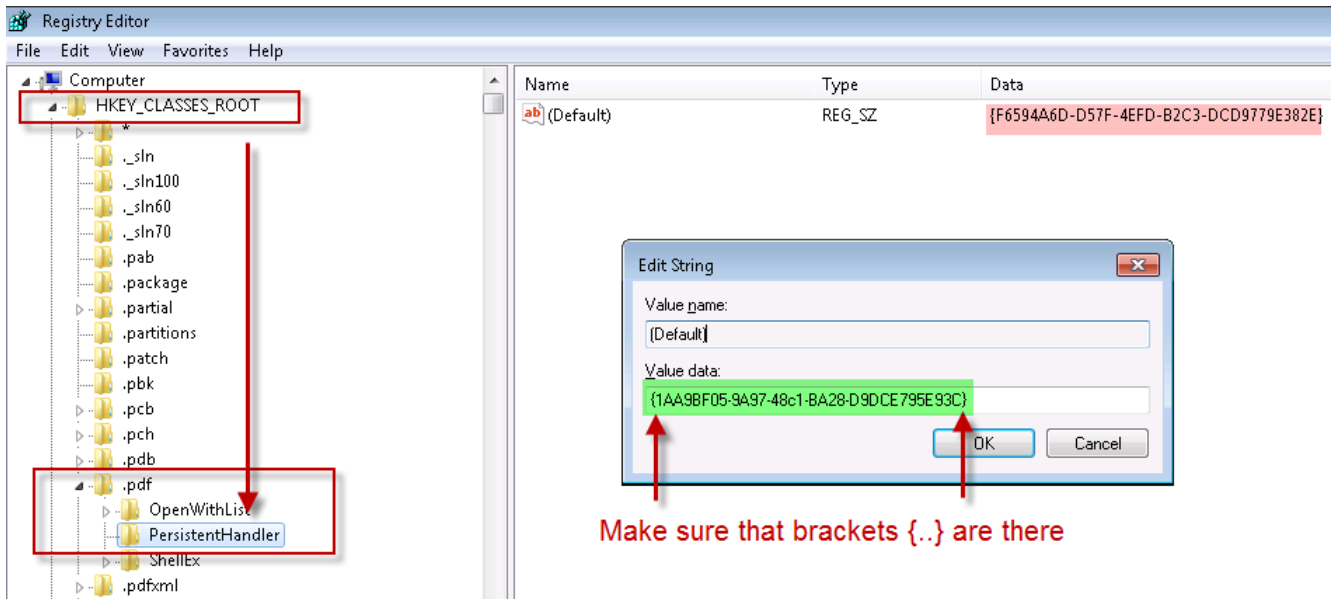 Registry Editor
File Edit View Favorites Help
Computer
HKEY_CLASSES_ROOT
*
._sln
._sln100
._sln60
._sln70
.pab
.package
.partial
.partitions
.patch
.pbk
.pcb
.pch
.pdb
.pdf
OpenWithList
PersistentHandler
ShellEx
.pdfxml
Name Type Data
ab (Default) REG_SZ {F6594A6D-D57F-4EFD-B2C3-DCD9779E382E}
Edit String
Value name:
(Default)
Value data:
{1AA9BF05-9A97-48c1-BA28-D9DCE795E93C}
OK Cancel
Make sure that brackets {..} are there